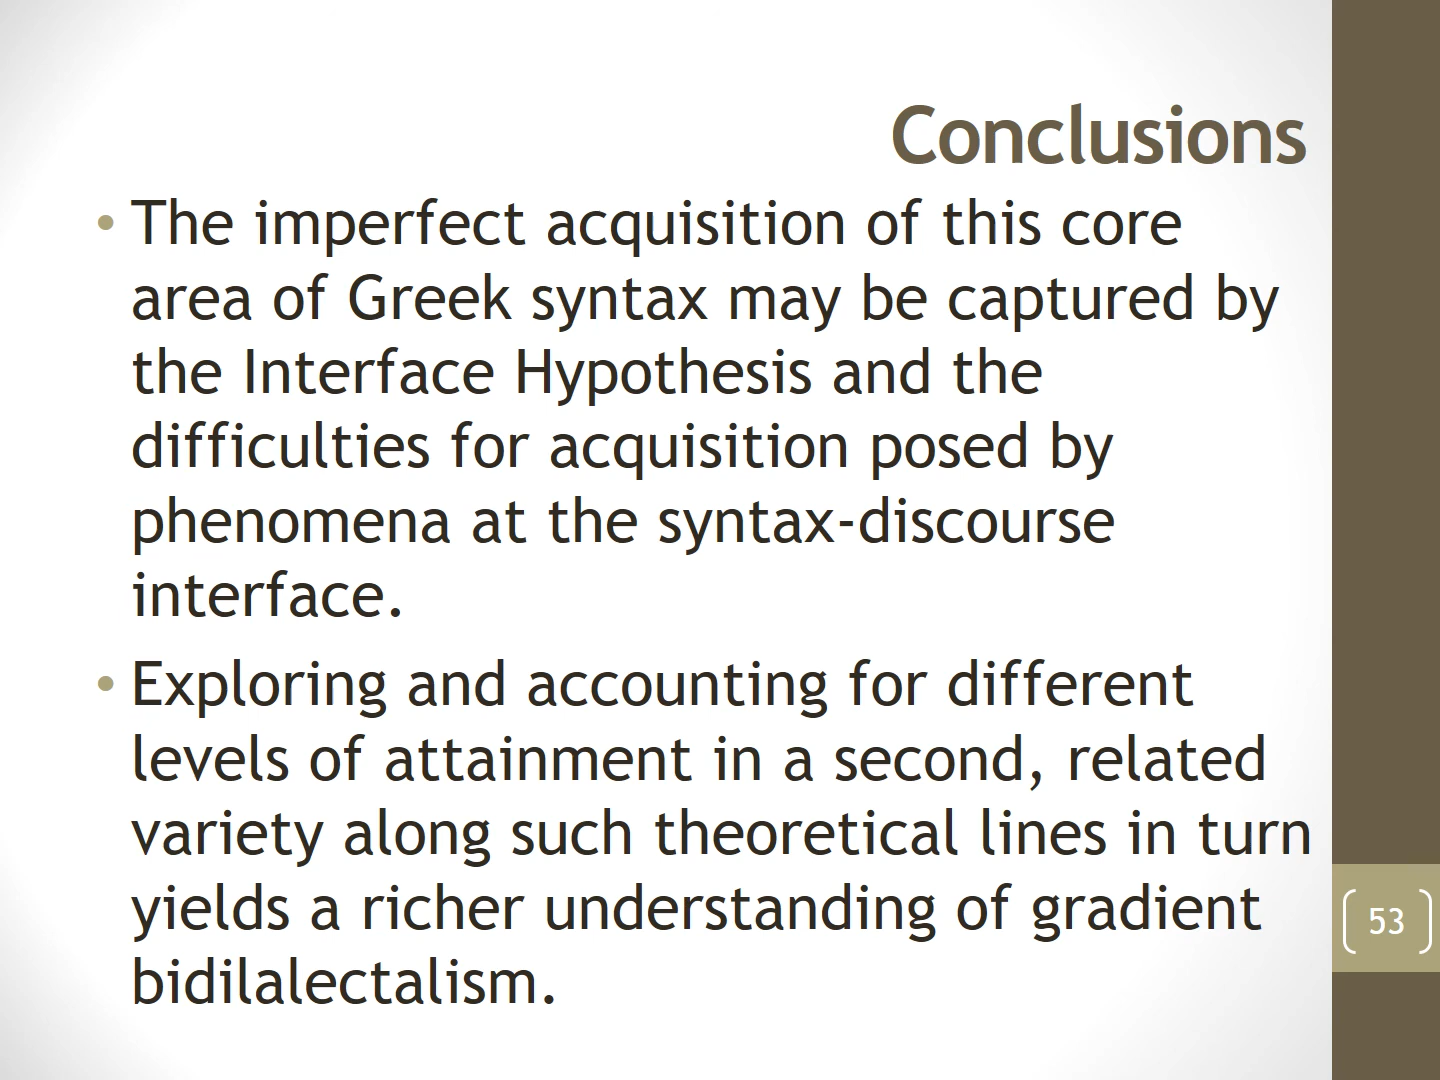 Conclusions
• The imperfect acquisition of this core
area of Greek syntax may be captured by
the Interface Hypothesis and the
difficulties for acquisition posed by
phenomena at the syntax-discourse
interface.
• Exploring and accounting for different
levels of attainment in a second, related
variety along such theoretical lines in turn
yields a richer understanding of gradient
bidilalectalism.
53